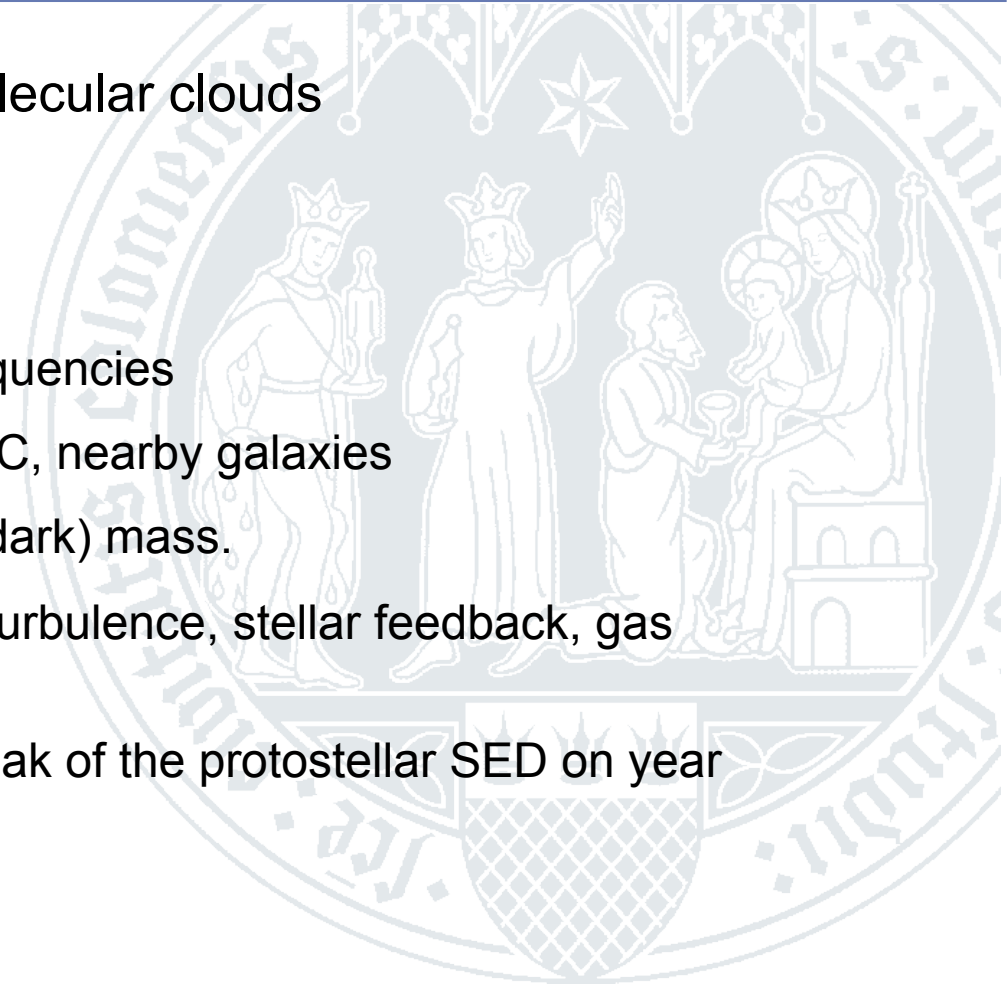 lecular clouds
quencies
C, nearby galaxies
dark) mass.
urbulence, stellar feedback, gas
ak of the protostellar SED on year